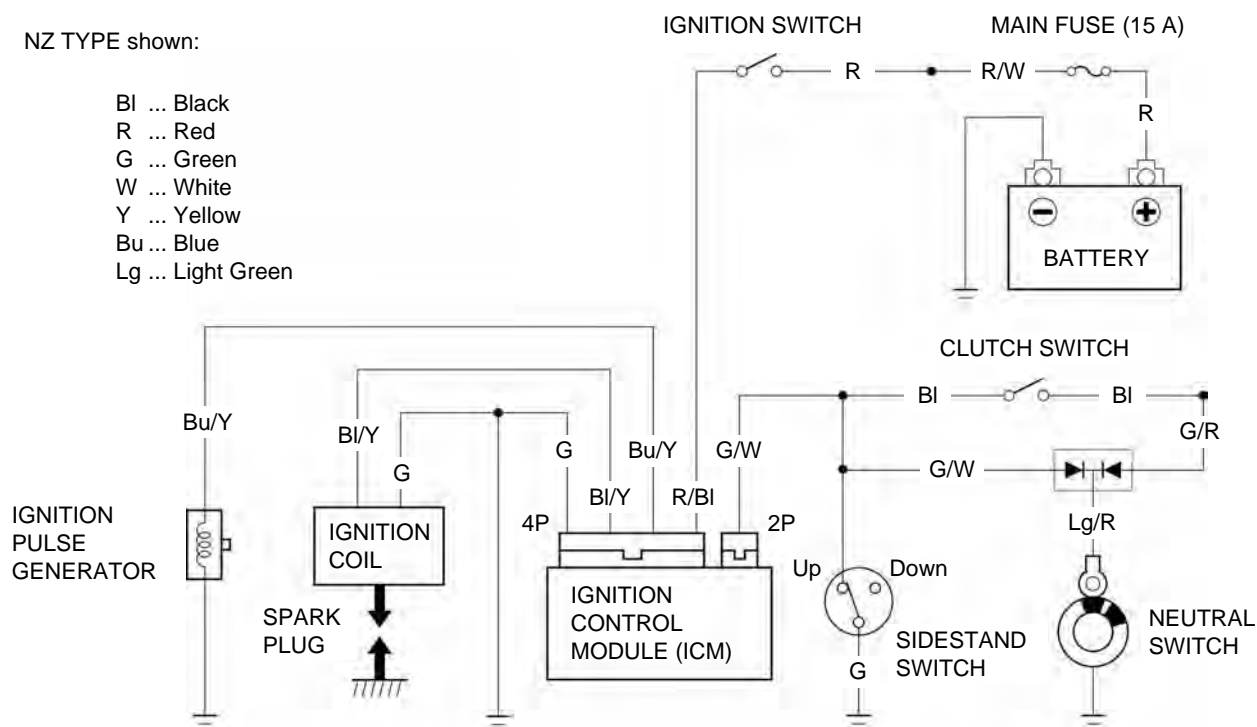 NZ TYPE shown:
Bl ... Black
R ... Red
G ... Green
W ... White
Y ... Yellow
Bu ... Blue
Lg ... Light Green
IGNITION SWITCH
MAIN FUSE (15 A)
R
R/W
R
BATTERY
CLUTCH SWITCH
Bl
Bl
G/R
G/W
Lg/R
Bu/Y
Bl/Y
G
G
Bl/Y
Bu/Y
R/Bl
G/W
4P
2P
IGNITION
PULSE
GENERATOR
IGNITION
COIL
SPARK
PLUG
IGNITION
CONTROL
MODULE (ICM)
Up
Down
SIDESTAND
SWITCH
G
NEUTRAL
SWITCH